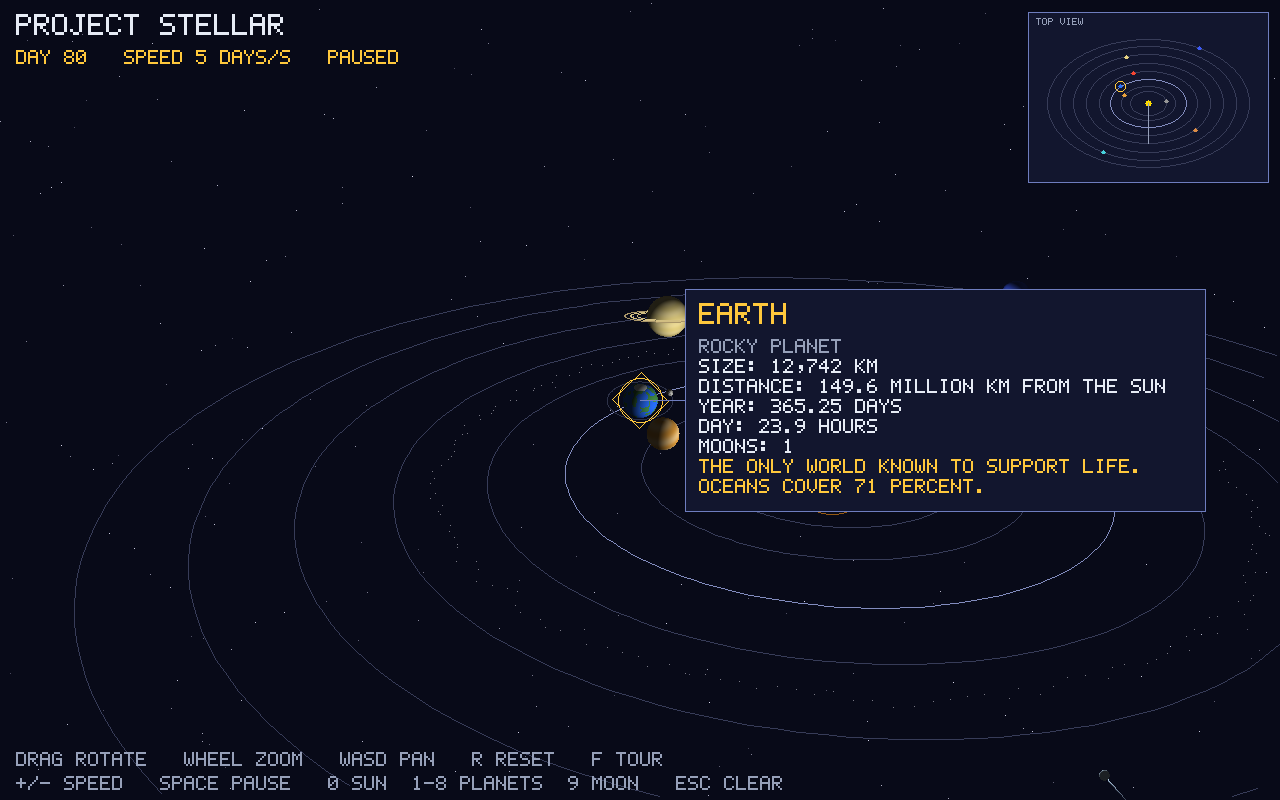 PROJECT STELLAR
DAY 80   SPEED 5 DAYS/S   PAUSED
TOP VIEW
EARTH
ROCKY PLANET
SIZE: 12,742 KM
DISTANCE: 149.6 MILLION KM FROM THE SUN
YEAR: 365.25 DAYS
DAY: 23.9 HOURS
MOONS: 1
THE ONLY WORLD KNOWN TO SUPPORT LIFE.
OCEANS COVER 71 PERCENT.
DRAG ROTATE   WHEEL ZOOM   WASD PAN   R RESET   F TOUR
+/- SPEED   SPACE PAUSE   0 SUN  1-8 PLANETS  9 MOON   ESC CLEAR